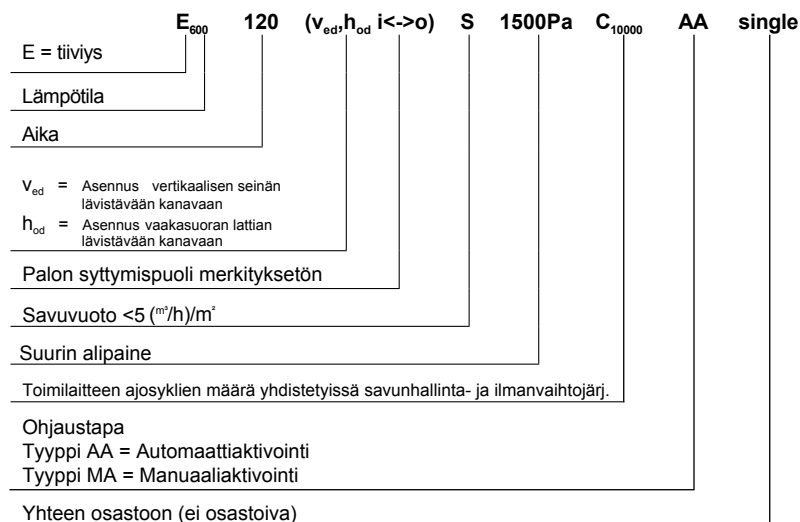 E600 120 (ved,hod i<->o) S 1500Pa C10000 AA single
E = tiiviys
Lämpötila
Aika
ved = Asennus vertikaalisen seinän
lävistävään kanavaan
hod = Asennus vaakasuoran lattian
lävistävään kanavaan
Palon syttymispuoli merkityksetön
Savuvuoto <5 (m³/h)/m²
Suurin alipaine
Toimilaitteen ajosyklien määrä yhdistetyissä savunhallinta- ja ilmanvaihtojärj.
Ohjaustapa
Tyyppi AA = Automaattiaktivointi
Tyyppi MA = Manuaaliaktivointi
Yhteen osastoon (ei osastoiva)